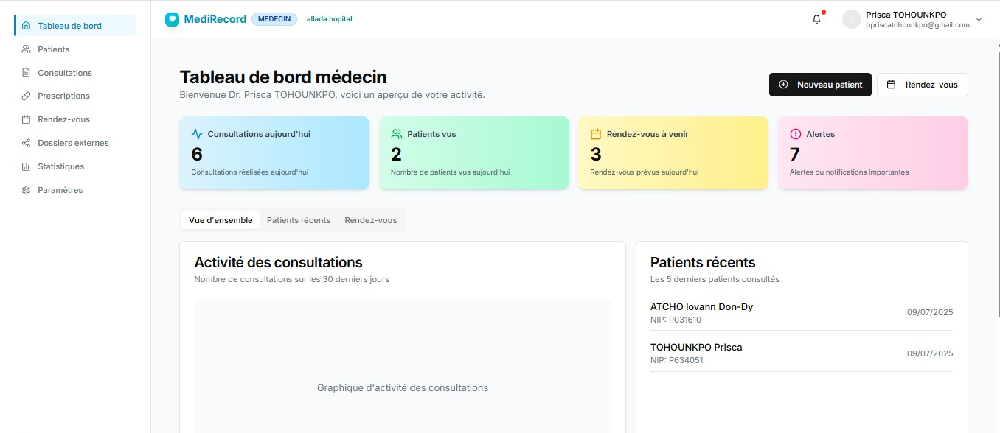 Tableau de bord
Patients
Consultations
Prescriptions
Rendez-vous
Dossiers externes
Statistiques
Paramètres
MediRecord MEDECIN allada hopital
Prisca TOHOUNKPO
bpriscatohounkpo@gmail.com
Tableau de bord médecin
Bienvenue Dr. Prisca TOHOUNKPO, voici un aperçu de votre activité.
Nouveau patient Rendez-vous
Consultations aujourd'hui
6
Consultations réalisées aujourd'hui
Patients vus
2
Nombre de patients vus aujourd'hui
Rendez-vous à venir
3
Rendez-vous prévus aujourd'hui
Alertes
7
Alertes ou notifications importantes
Vue d'ensemble Patients récents Rendez-vous
Activité des consultations
Nombre de consultations sur les 30 derniers jours
Graphique d'activité des consultations
Patients récents
Les 5 derniers patients consultés
ATCHO Iovann Don-Dy
NIP: P031610
09/07/2025
TOHOUNKPO Prisca
NIP: P634051
09/07/2025